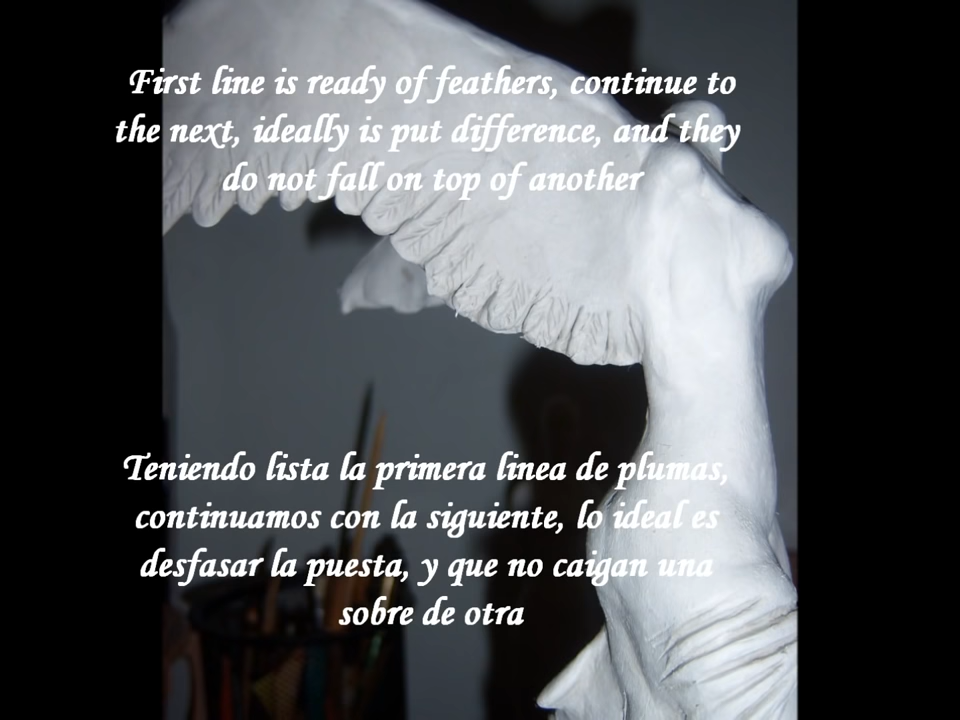 First line is ready of feathers, continue to
the next, ideally is put difference, and they
do not fall on top of another
Teniendo lista la primera linea de plumas,
continuamos con la siguiente, lo ideal es
desfasar la puesta, y que no caigan una
sobre de otra